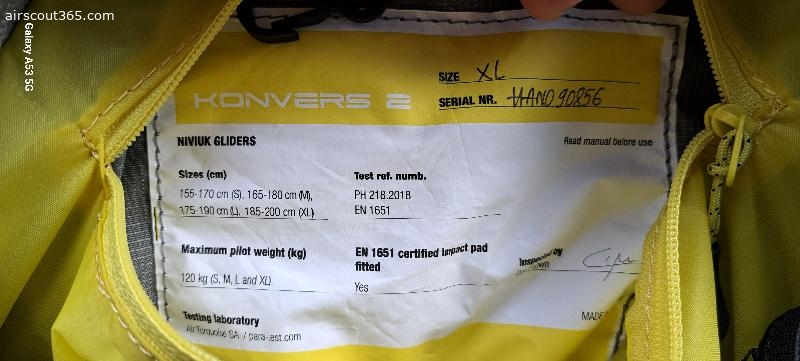 airscout365.com
Galaxy A53 5G
SIZE XL
KONVERS 2
SERIAL NR.
NIVIUK GLIDERS
Read manual before use
Sizes (cm)
155-170 cm (S), 165-180 cm (M),
175-190 cm (L), 185-200 cm (XL)
Test ref. numb.
PH 218.2018
EN 1651
Maximum pilot weight (kg)
120 kg (S, M, L and XL)
EN 1651 certified impact pad
fitted
Yes
Inspected by
Testing laboratory
Air Turquoise SA / para-test.com
MADE